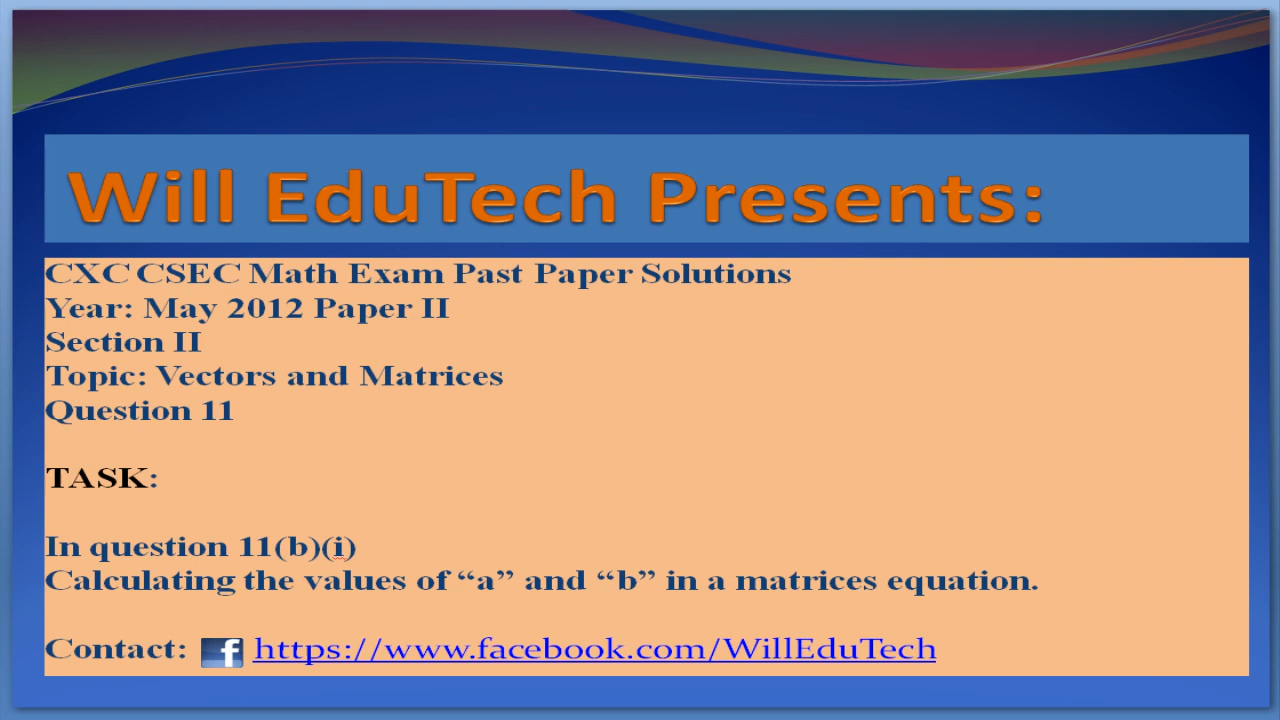 Will EduTech Presents:
CXC CSEC Math Exam Past Paper Solutions
Year: May 2012 Paper II
Section II
Topic: Vectors and Matrices
Question 11
TASK:
In question 11(b)(i)
Calculating the values of “a” and “b” in a matrices equation.
Contact: f https://www.facebook.com/WillEduTech